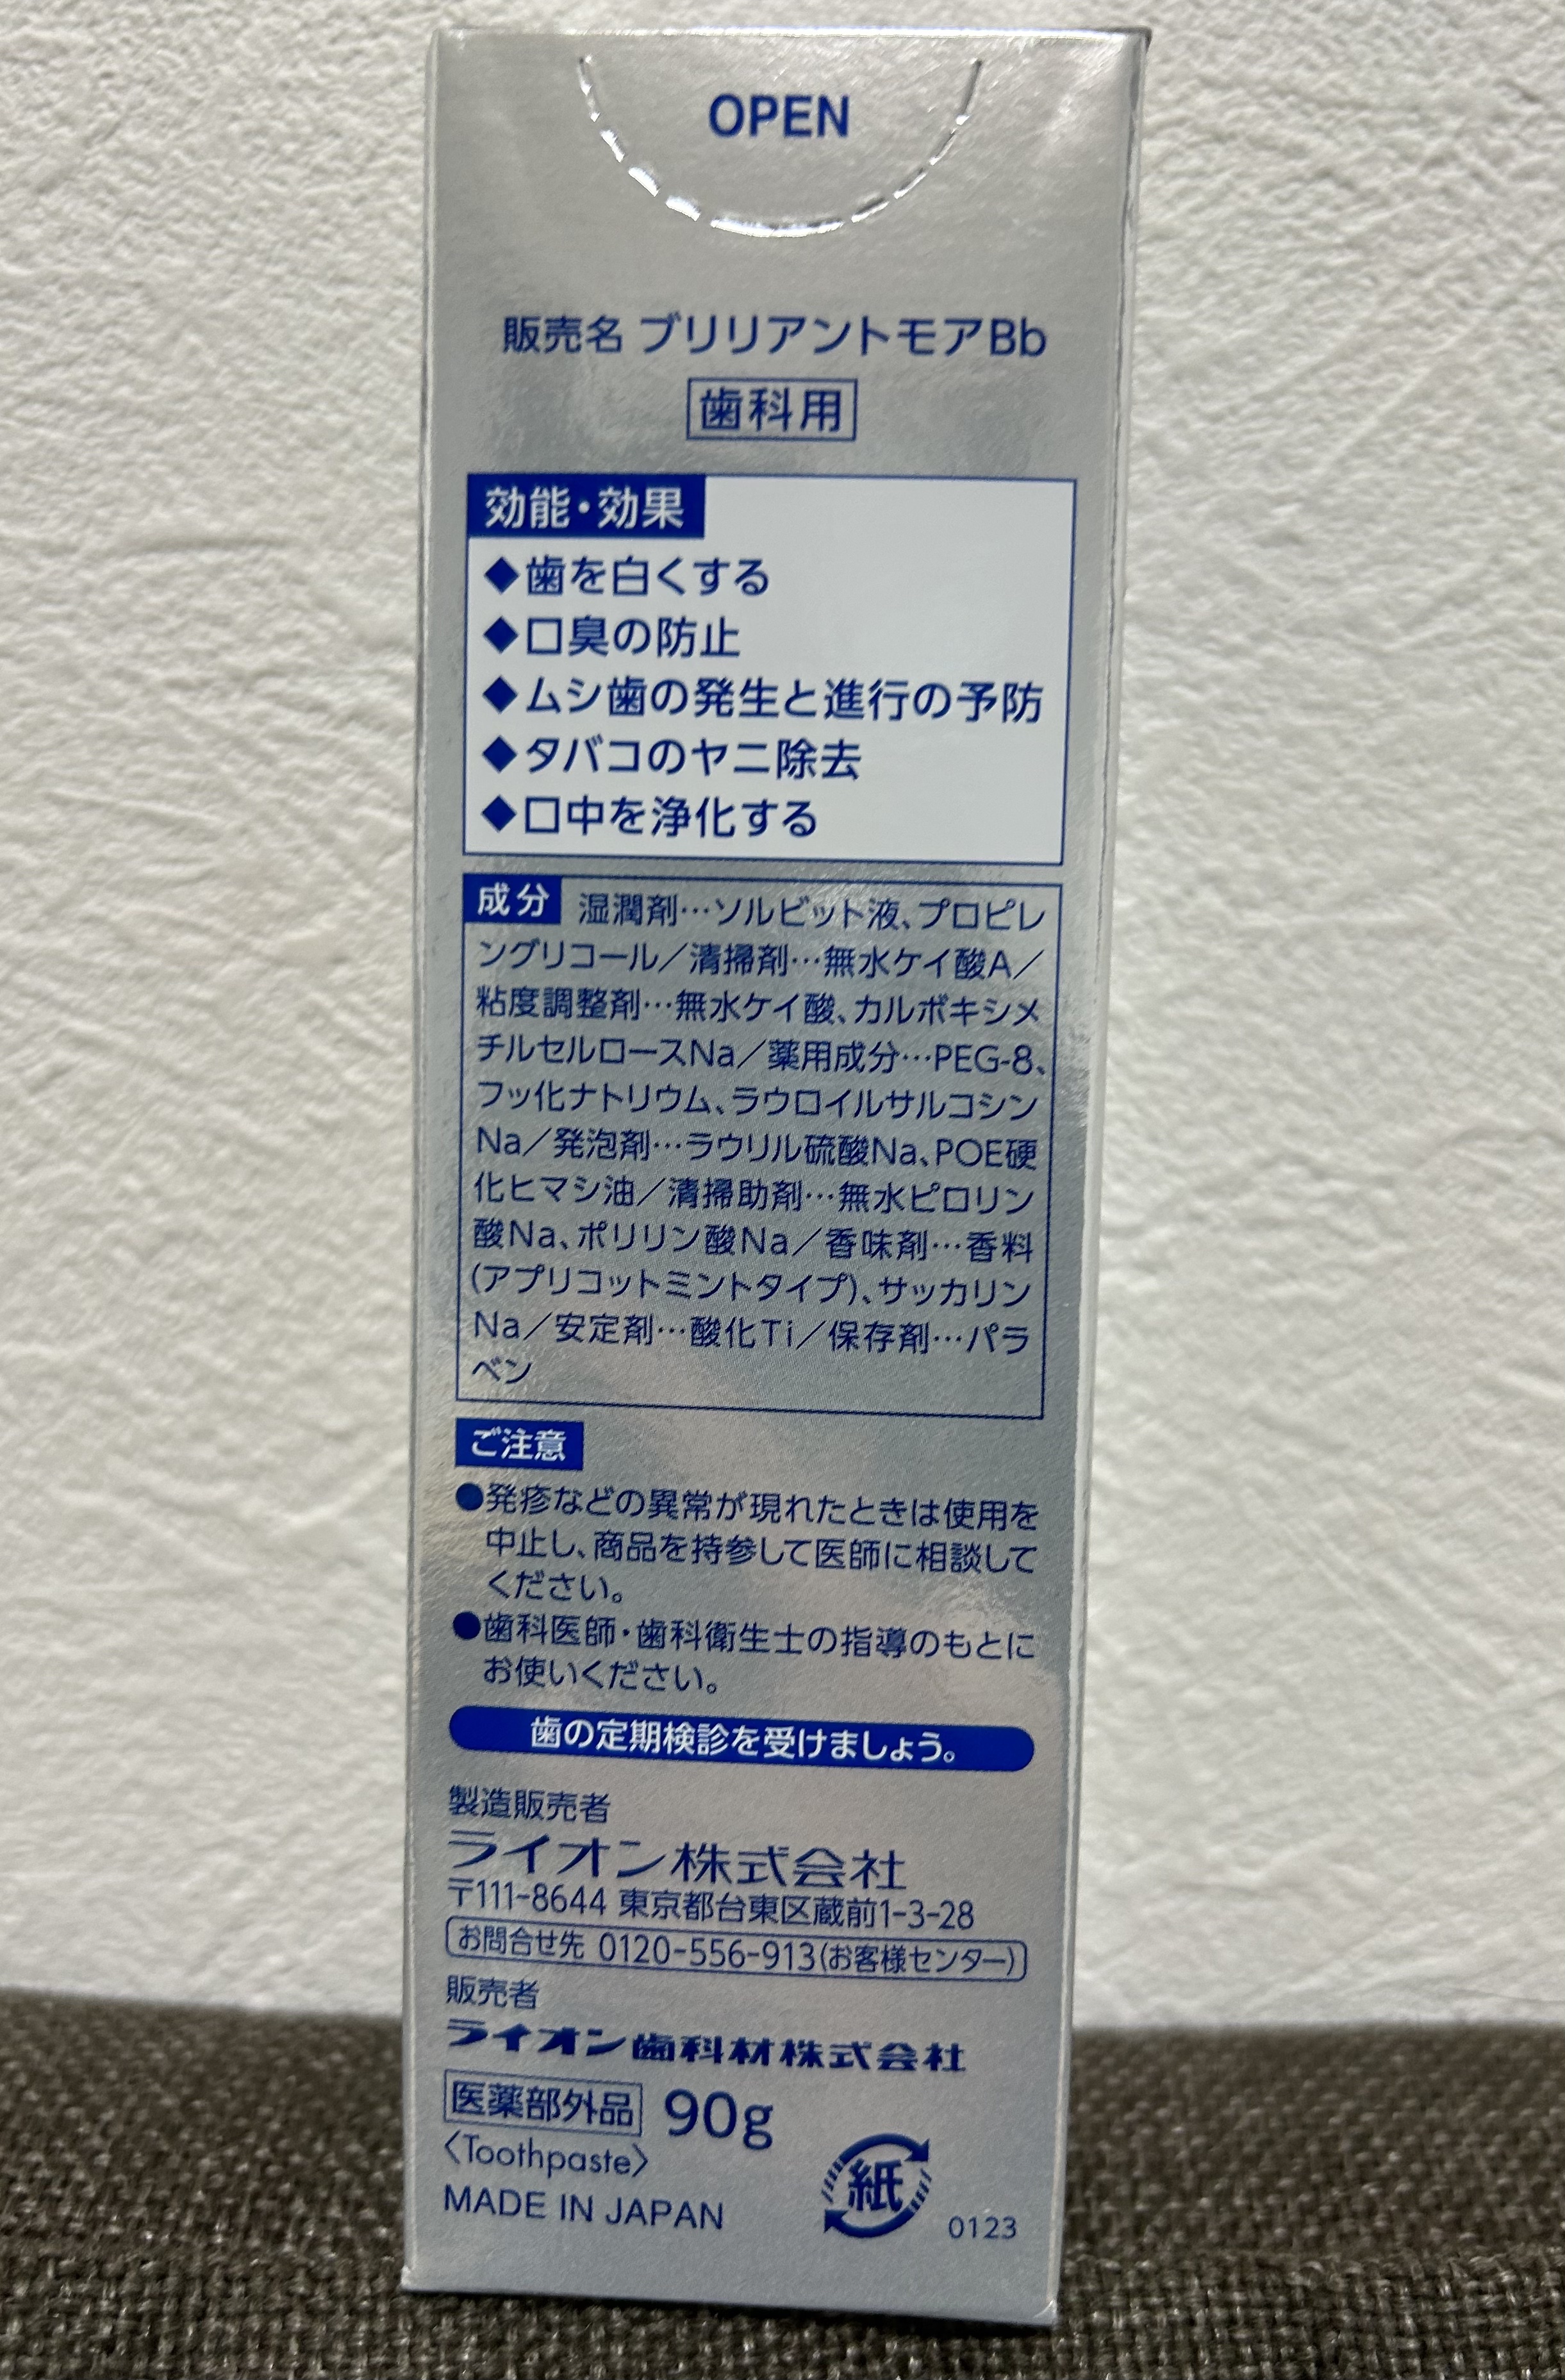 OPEN
販売名 ブリリアントモアBb
歯科用
効能・効果
◆歯を白くする
◆口臭の防止
◆ムシ歯の発生と進行の予防
◆タバコのヤニ除去
◆口中を浄化する
成分 湿潤剤…ソルビット液、プロピレ
ングリコール／清掃剤…無水ケイ酸A／
粘度調整剤…無水ケイ酸、カルボキシメ
チルセルロースNa／薬用成分…PEG-8、
フッ化ナトリウム、ラウロイルサルコシン
Na／発泡剤…ラウリル硫酸Na、POE硬
化ヒマシ油／清掃助剤…無水ピロリン
酸Na、ポリリン酸Na／香味剤…香料
(アプリコットミントタイプ)、サッカリン
Na／安定剤…酸化Ti／保存剤…パラ
ベン
ご注意
●発疹などの異常が現れたときは使用を
中止し、商品を持参して医師に相談して
ください。
●歯科医師・歯科衛生士の指導のもとに
お使いください。
歯の定期検診を受けましょう。
製造販売者
ライオン株式会社
〒111-8644 東京都台東区蔵前1-3-28
お問合せ先 0120-556-913(お客様センター)
販売者
ライオン歯科材株式会社
医薬部外品 90g
〈Toothpaste〉
MADE IN JAPAN
紙
0123